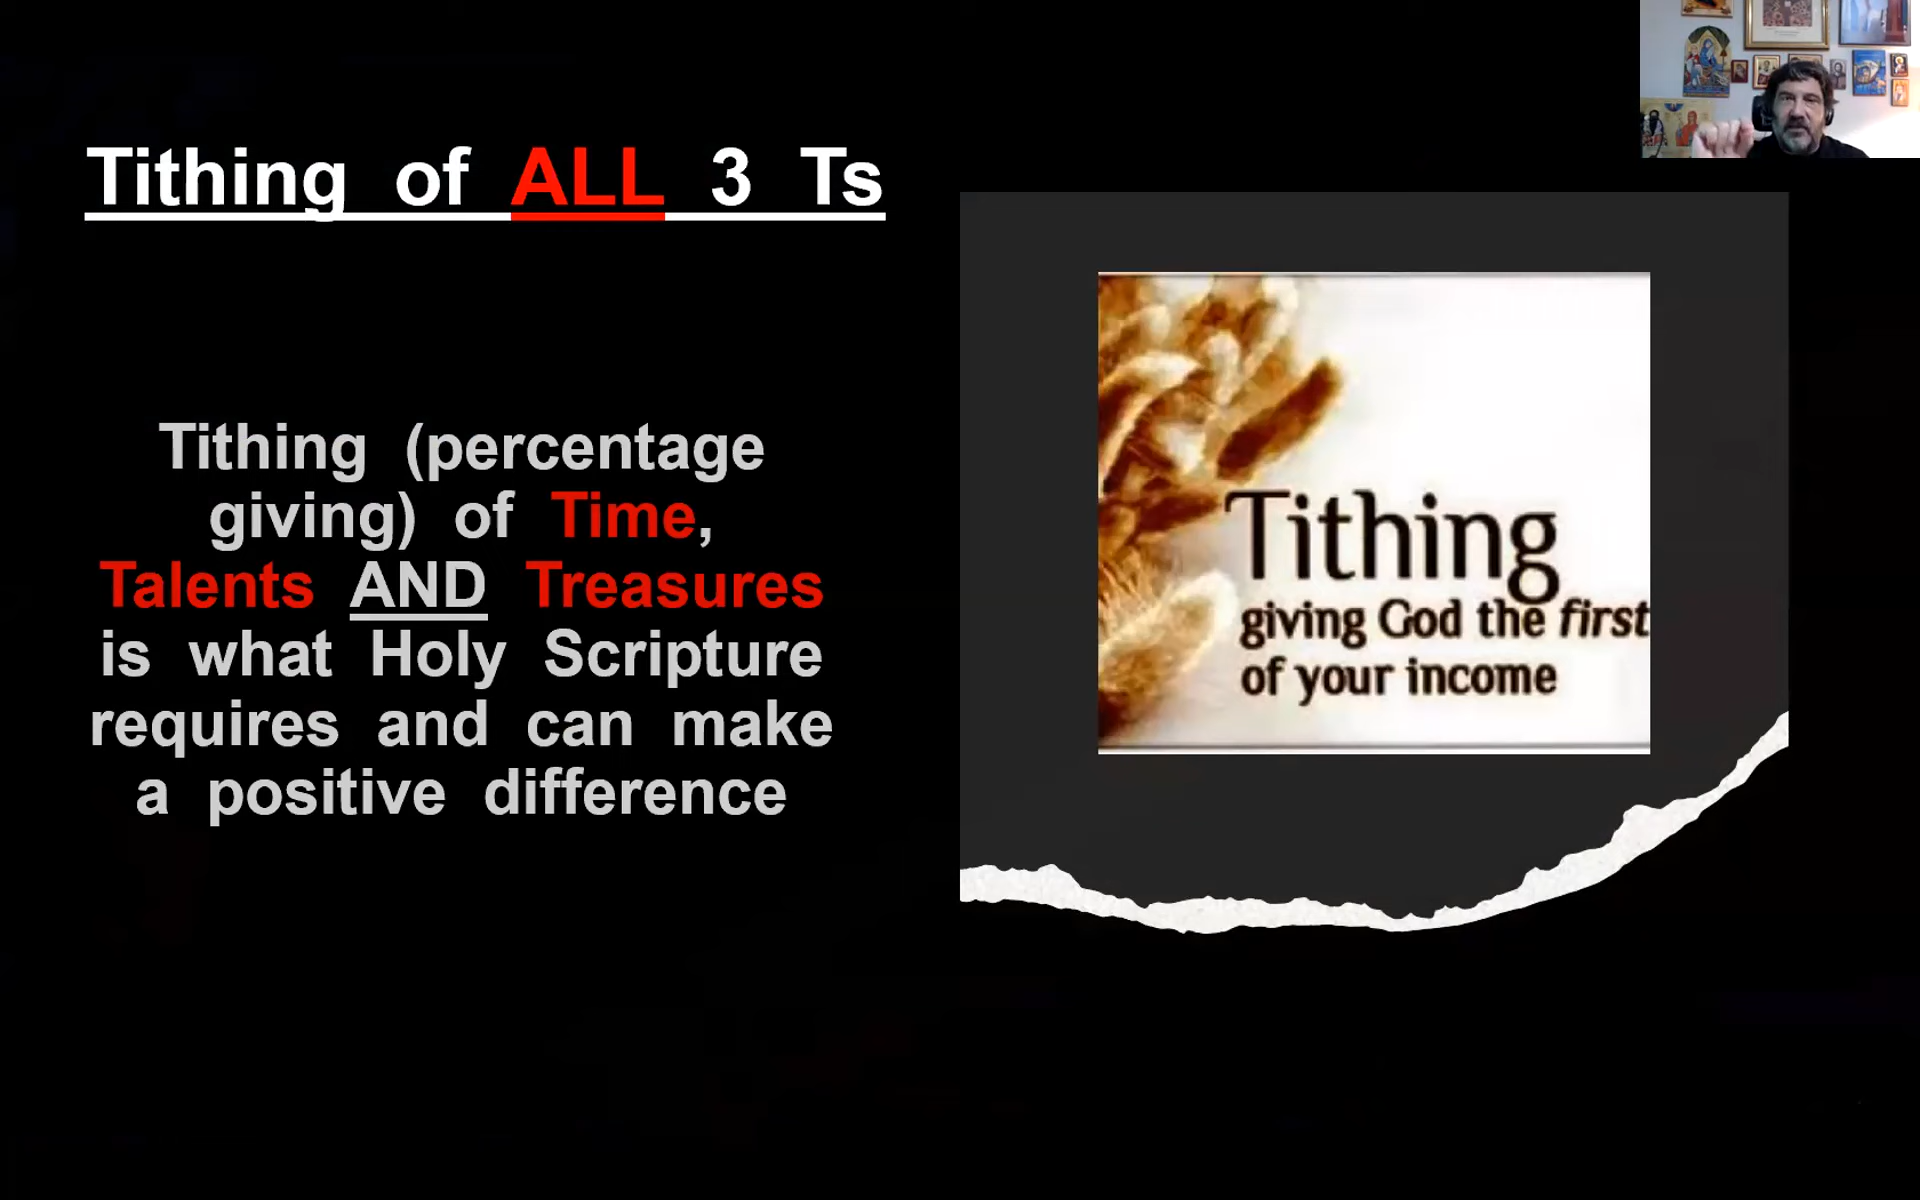 Tithing of ALL 3 Ts
Tithing (percentage
giving) of Time,
Talents AND Treasures
is what Holy Scripture
requires and can make
a positive difference
Tithing
giving God the first
of your income